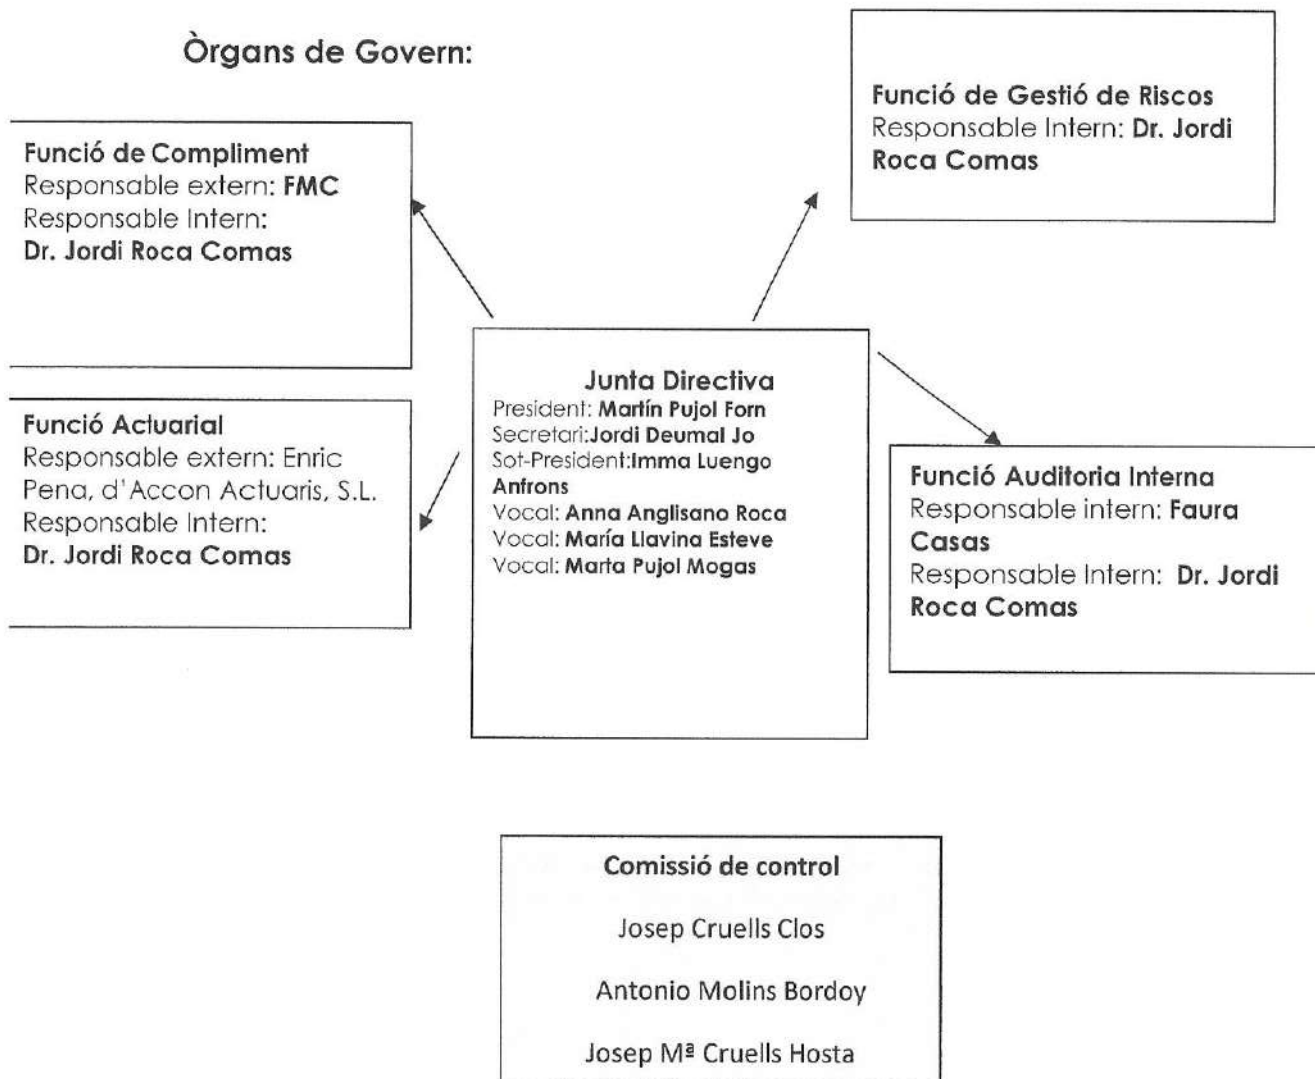 Òrgans de Govern:
Funció de Gestió de Riscos
Responsable Intern: Dr. Jordi
Roca Comas
Funció de Compliment
Responsable extern: FMC
Responsable Intern:
Dr. Jordi Roca Comas
Junta Directiva
President: Martín Pujol Forn
Secretari:Jordi Deumal Jo
Sot-President:Imma Luengo
Anfrons
Vocal: Anna Anglisano Roca
Vocal: María Llavina Esteve
Vocal: Marta Pujol Mogas
Funció Actuarial
Responsable extern: Enric
Pena, d'Accon Actuaris, S.L.
Responsable Intern:
Dr. Jordi Roca Comas
Funció Auditoria Interna
Responsable intern: Faura
Casas
Responsable Intern: Dr. Jordi
Roca Comas
Comissió de control
Josep Cruells Clos
Antonio Molins Bordoy
Josep Mª Cruells Hosta